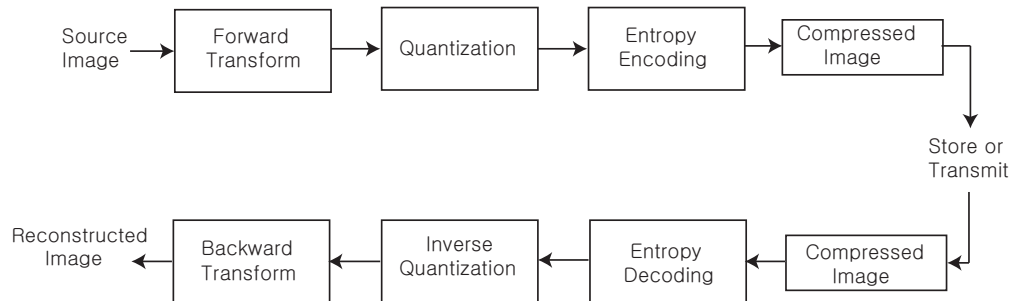 Source
Image
Forward
Transform
Quantization
Entropy
Encoding
Compressed
Image
Store or
Transmit
Reconstructed
Image
Backward
Transform
Inverse
Quantization
Entropy
Decoding
Compressed
Image